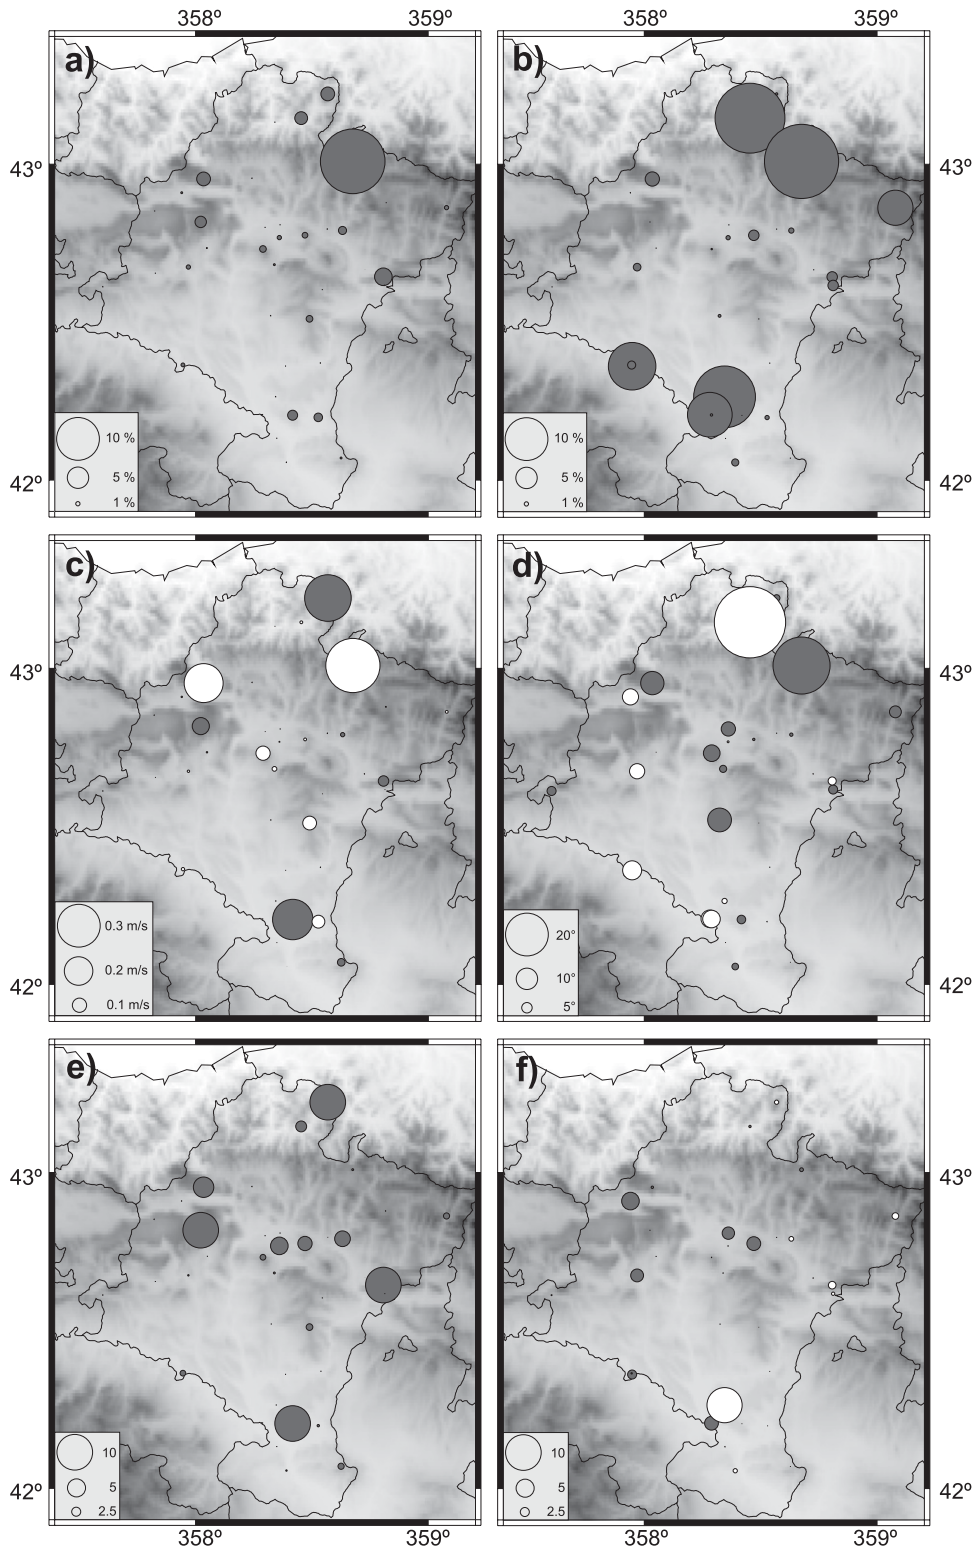 358º 359º 358º 359º
a) b)
43º 43º
10 % 10 %
5 % 5 %
1 % 1 %
42º 42º
c) d)
43º 43º
0.3 m/s 20°
0.2 m/s 10°
0.1 m/s 5°
42º 42º
e) f)
43º 43º
10 10
5 5
2.5 2.5
42º 42º
358º 359º 358º 359º